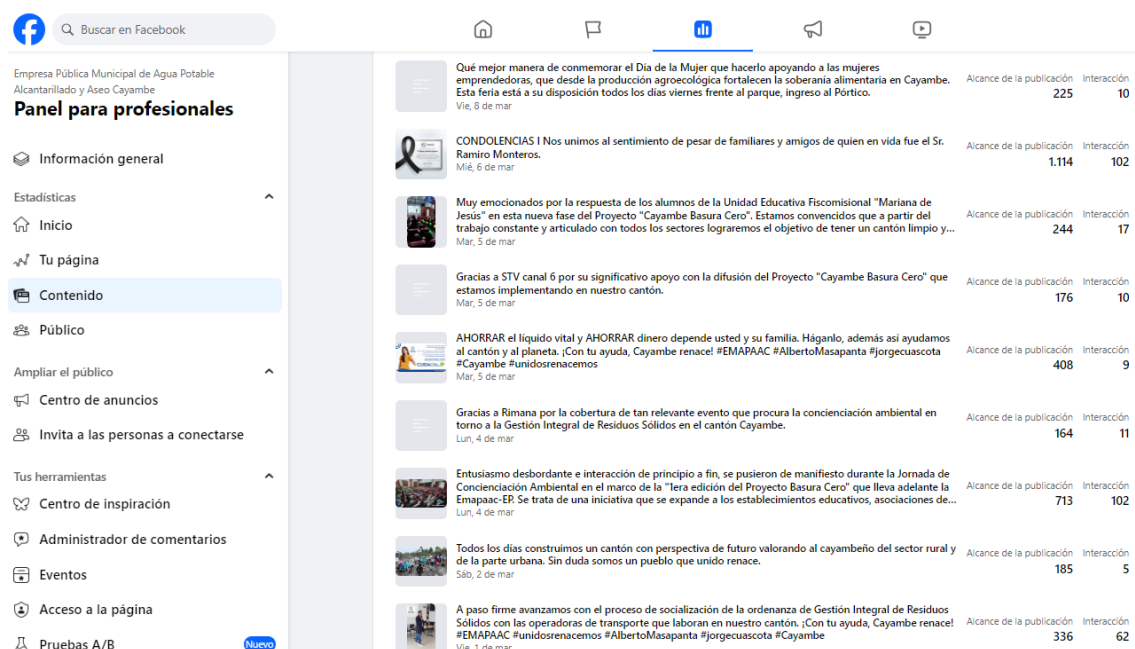 Buscar en Facebook
Empresa Pública Municipal de Agua Potable
Alcantarillado y Aseo Cayambe
Panel para profesionales
Información general
Estadísticas
Inicio
Tu página
Contenido
Público
Ampliar el público
Centro de anuncios
Invita a las personas a conectarse
Tus herramientas
Centro de inspiración
Administrador de comentarios
Eventos
Acceso a la página
Pruebas A/B
Nuevo
Qué mejor manera de conmemorar el Día de la Mujer que hacerlo apoyando a las mujeres
emprendedoras, que desde la producción agroecológica fortalecen la soberanía alimentaria en Cayambe.
Esta feria está a su disposición todos los días viernes frente al parque, ingreso al Pórtico.
Vie, 8 de mar
Alcance de la publicación Interacción
225 10
CONDOLENCIAS I Nos unimos al sentimiento de pesar de familiares y amigos de quien en vida fue el Sr.
Ramiro Monteros.
Mié, 6 de mar
Alcance de la publicación Interacción
1.114 102
Muy emocionados por la respuesta de los alumnos de la Unidad Educativa Fiscomisional "Mariana de
Jesús" en esta nueva fase del Proyecto "Cayambe Basura Cero". Estamos convencidos que a partir del
trabajo constante y articulado con todos los sectores lograremos el objetivo de tener un cantón limpio y...
Mar, 5 de mar
Alcance de la publicación Interacción
244 17
Gracias a STV canal 6 por su significativo apoyo con la difusión del Proyecto "Cayambe Basura Cero" que
estamos implementando en nuestro cantón.
Mar, 5 de mar
Alcance de la publicación Interacción
176 10
AHORRAR el líquido vital y AHORRAR dinero depende usted y su familia. Háganlo, además así ayudamos
al cantón y al planeta. ¡Con tu ayuda, Cayambe renace! #EMAPAAC #AlbertoMasapanta #jorgecuascota
#Cayambe #unidosrenacemos
Mar, 5 de mar
Alcance de la publicación Interacción
408 9
Gracias a Rimana por la cobertura de tan relevante evento que procura la concienciación ambiental en
torno a la Gestión Integral de Residuos Sólidos en el cantón Cayambe.
Lun, 4 de mar
Alcance de la publicación Interacción
164 11
Entusiasmo desbordante e interacción de principio a fin, se pusieron de manifiesto durante la Jornada de
Concienciación Ambiental en el marco de la "1era edición del Proyecto Basura Cero" que lleva adelante la
Emapaac-EP. Se trata de una iniciativa que se expande a los establecimientos educativos, asociaciones de...
Lun, 4 de mar
Alcance de la publicación Interacción
713 102
Todos los días construimos un cantón con perspectiva de futuro valorando al cayambeño del sector rural y
de la parte urbana. Sin duda somos un pueblo que unido renace.
Sáb, 2 de mar
Alcance de la publicación Interacción
185 5
A paso firme avanzamos con el proceso de socialización de la ordenanza de Gestión Integral de Residuos
Sólidos con las operadoras de transporte que laboran en nuestro cantón. ¡Con tu ayuda, Cayambe renace!
#EMAPAAC #unidosrenacemos #AlbertoMasapanta #jorgecuascota #Cayambe
Vie, 1 de mar
Alcance de la publicación Interacción
336 62